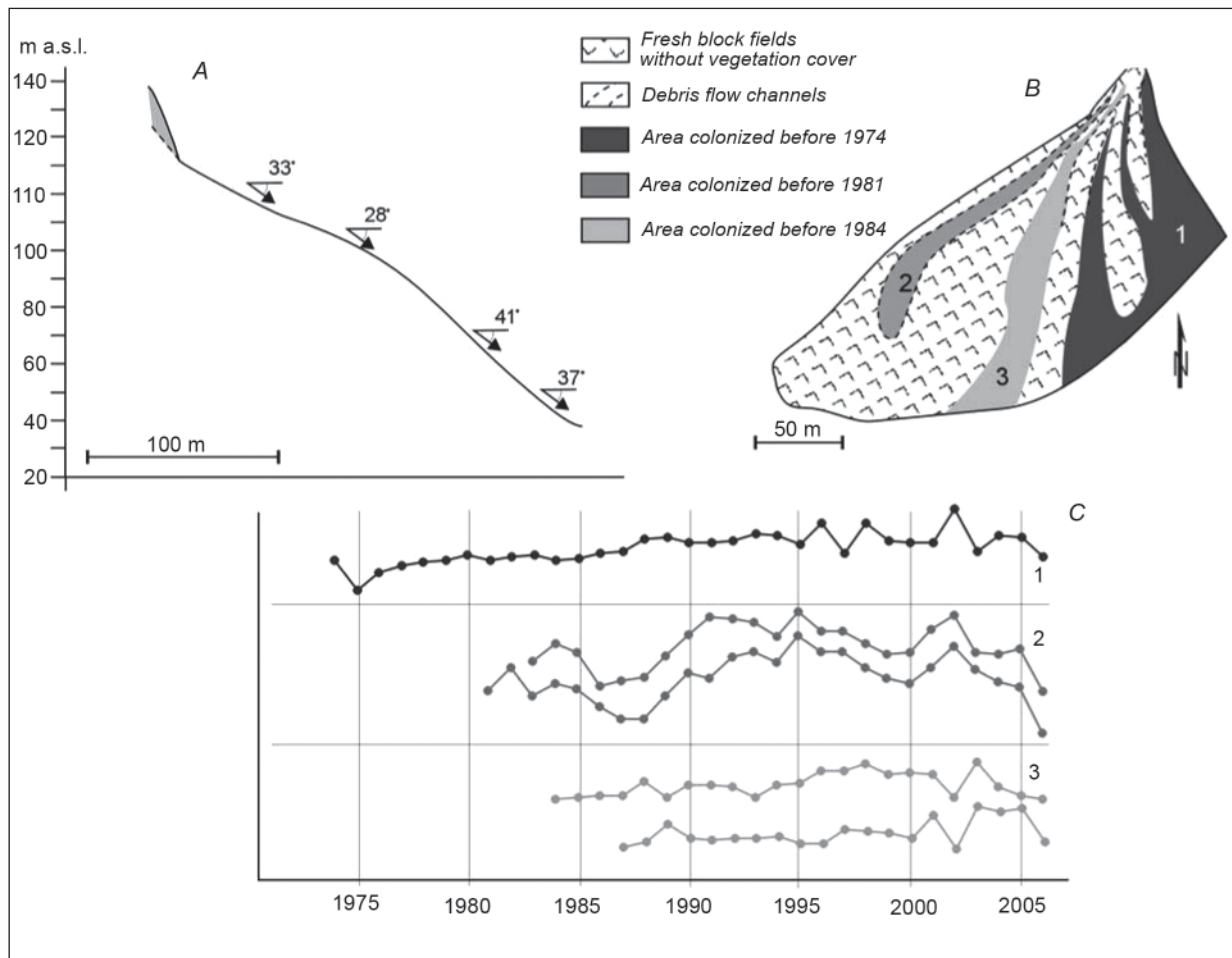 m a.s.l.
A
140
120
110
100
80
60
40
20
33°
28°
41°
37°
100 m
Fresh block fields
without vegetation cover
Debris flow channels
Area colonized before 1974
Area colonized before 1981
Area colonized before 1984
B
1
2
3
N
50 m
C
1
2
3
1975
1980
1985
1990
1995
2000
2005